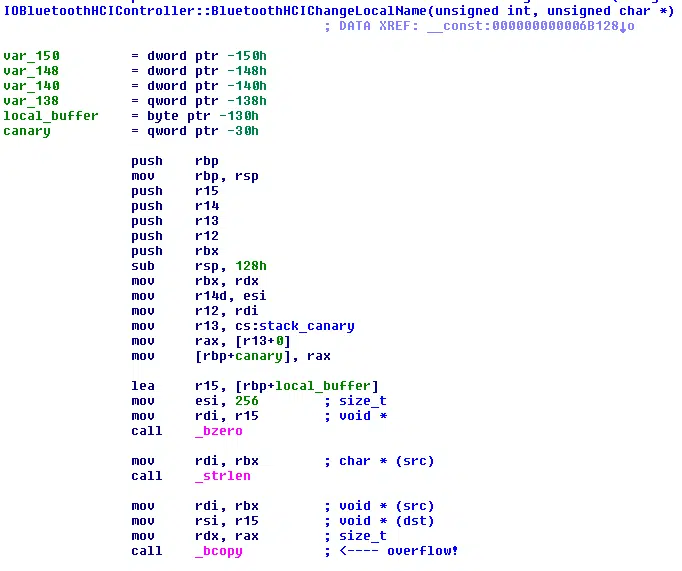 IOBluetoothHCIController::BluetoothHCIChangeLocalName(unsigned int, unsigned char *)
; DATA XREF: __const:000000000006B128↓o
var_150 = dword ptr -150h
var_148 = dword ptr -148h
var_140 = dword ptr -140h
var_138 = qword ptr -138h
local_buffer = byte ptr -130h
canary = qword ptr -30h
push rbp
mov rbp, rsp
push r15
push r14
push r13
push r12
push rbx
sub rsp, 128h
mov rbx, rdx
mov r14d, esi
mov r12, rdi
mov r13, cs:stack_canary
mov rax, [r13+0]
mov [rbp+canary], rax
lea r15, [rbp+local_buffer]
mov esi, 256 ; size_t
mov rdi, r15 ; void *
call _bzero
mov rdi, rbx ; char * (src)
call _strlen
mov rdi, rbx ; void * (src)
mov rsi, r15 ; void * (dst)
mov rdx, rax ; size_t
call _bcopy ; <---- overflow!